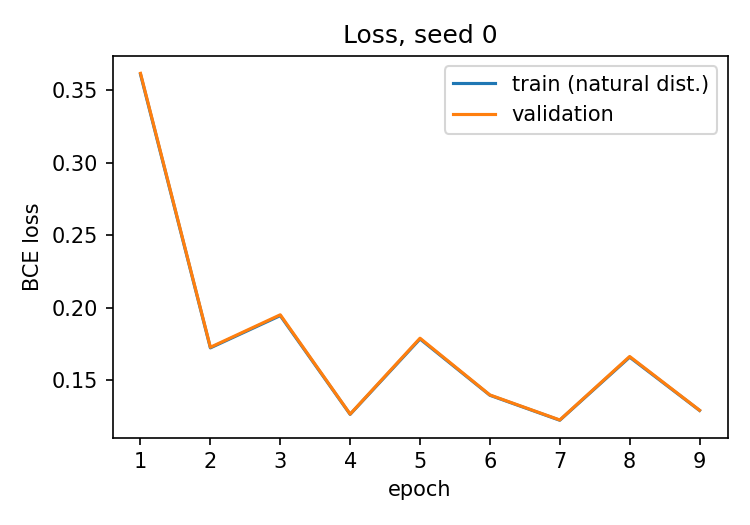 Loss, seed 0
train (natural dist.)
validation
0.35
0.30
0.25
0.20
0.15
BCE loss
1 2 3 4 5 6 7 8 9
epoch